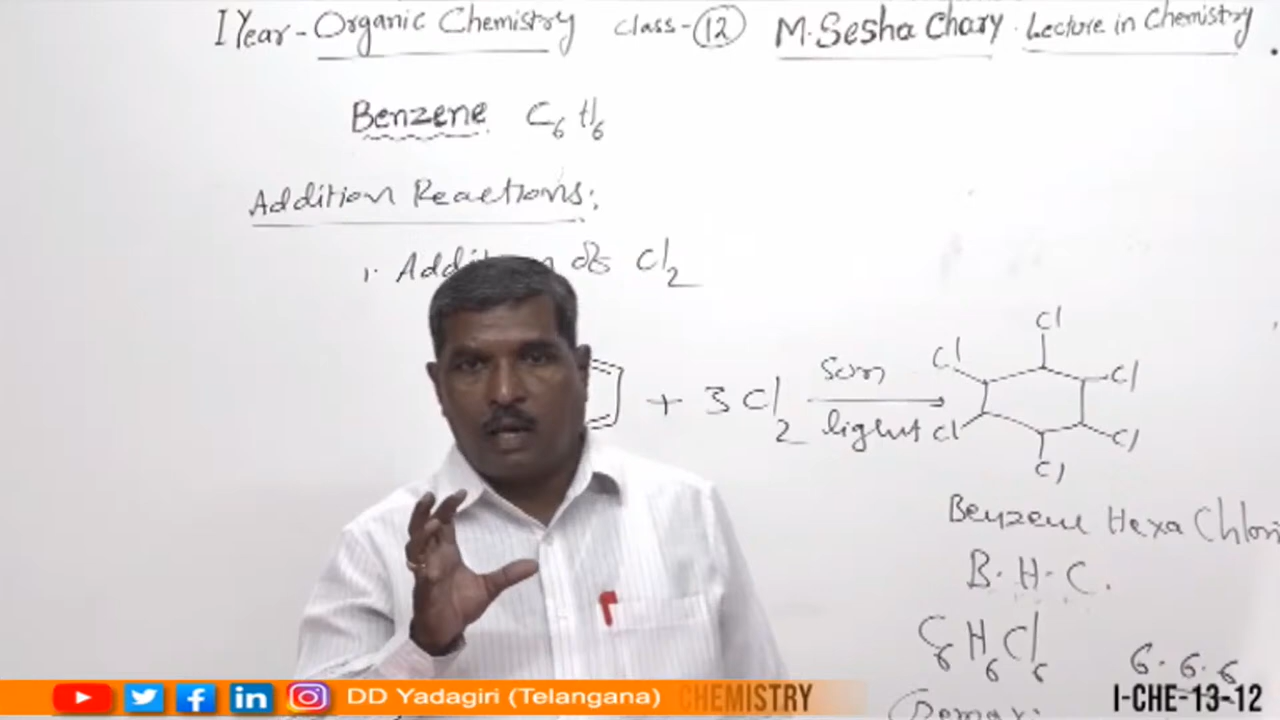 I Year - Organic Chemistry Class - 12 M. Sesha Chary. Lecture in Chemistry.
Benzene C6H6
Addition Reactions:
1. Addition of Cl2
+ 3Cl2 Sun light
Cl
Cl
Cl
Cl
Cl
Cl
Benzene Hexa Chlori
B.H.C.
C6H6Cl6
6.6.6
DD Yadagiri (Telangana) CHEMISTRY I-CHE-13-12